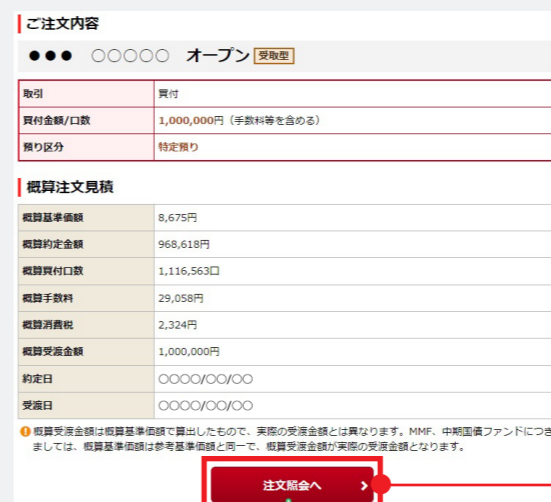 ご注文内容
●●● ○○○○○ オープン 受取型
取引 買付
買付金額/口数 1,000,000円（手数料等を含める）
預り区分 特定預り
概算注文見積
概算基準価額 8,675円
概算約定金額 968,618円
概算買付口数 1,116,563口
概算手数料 29,058円
概算消費税 2,324円
概算受渡金額 1,000,000円
約定日 ○○○○/○○/○○
受渡日 ○○○○/○○/○○
概算受渡金額は概算基準価額で算出したもので、実際の受渡金額とは異なります。MMF、中期国債ファンドにつき
ましては、概算基準価額は参考基準価額と同一で、概算受渡金額が実際の受渡金額となります。
注文照会へ